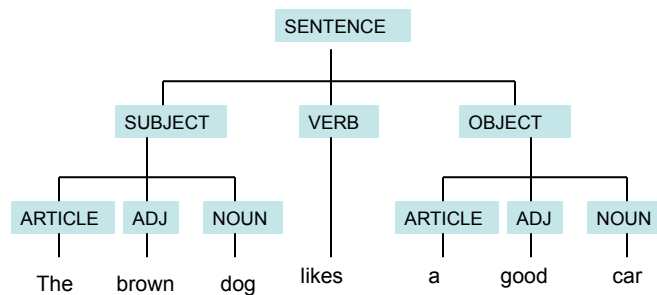 SENTENCE
SUBJECT VERB OBJECT
ARTICLE ADJ NOUN ARTICLE ADJ NOUN
The brown dog likes a good car